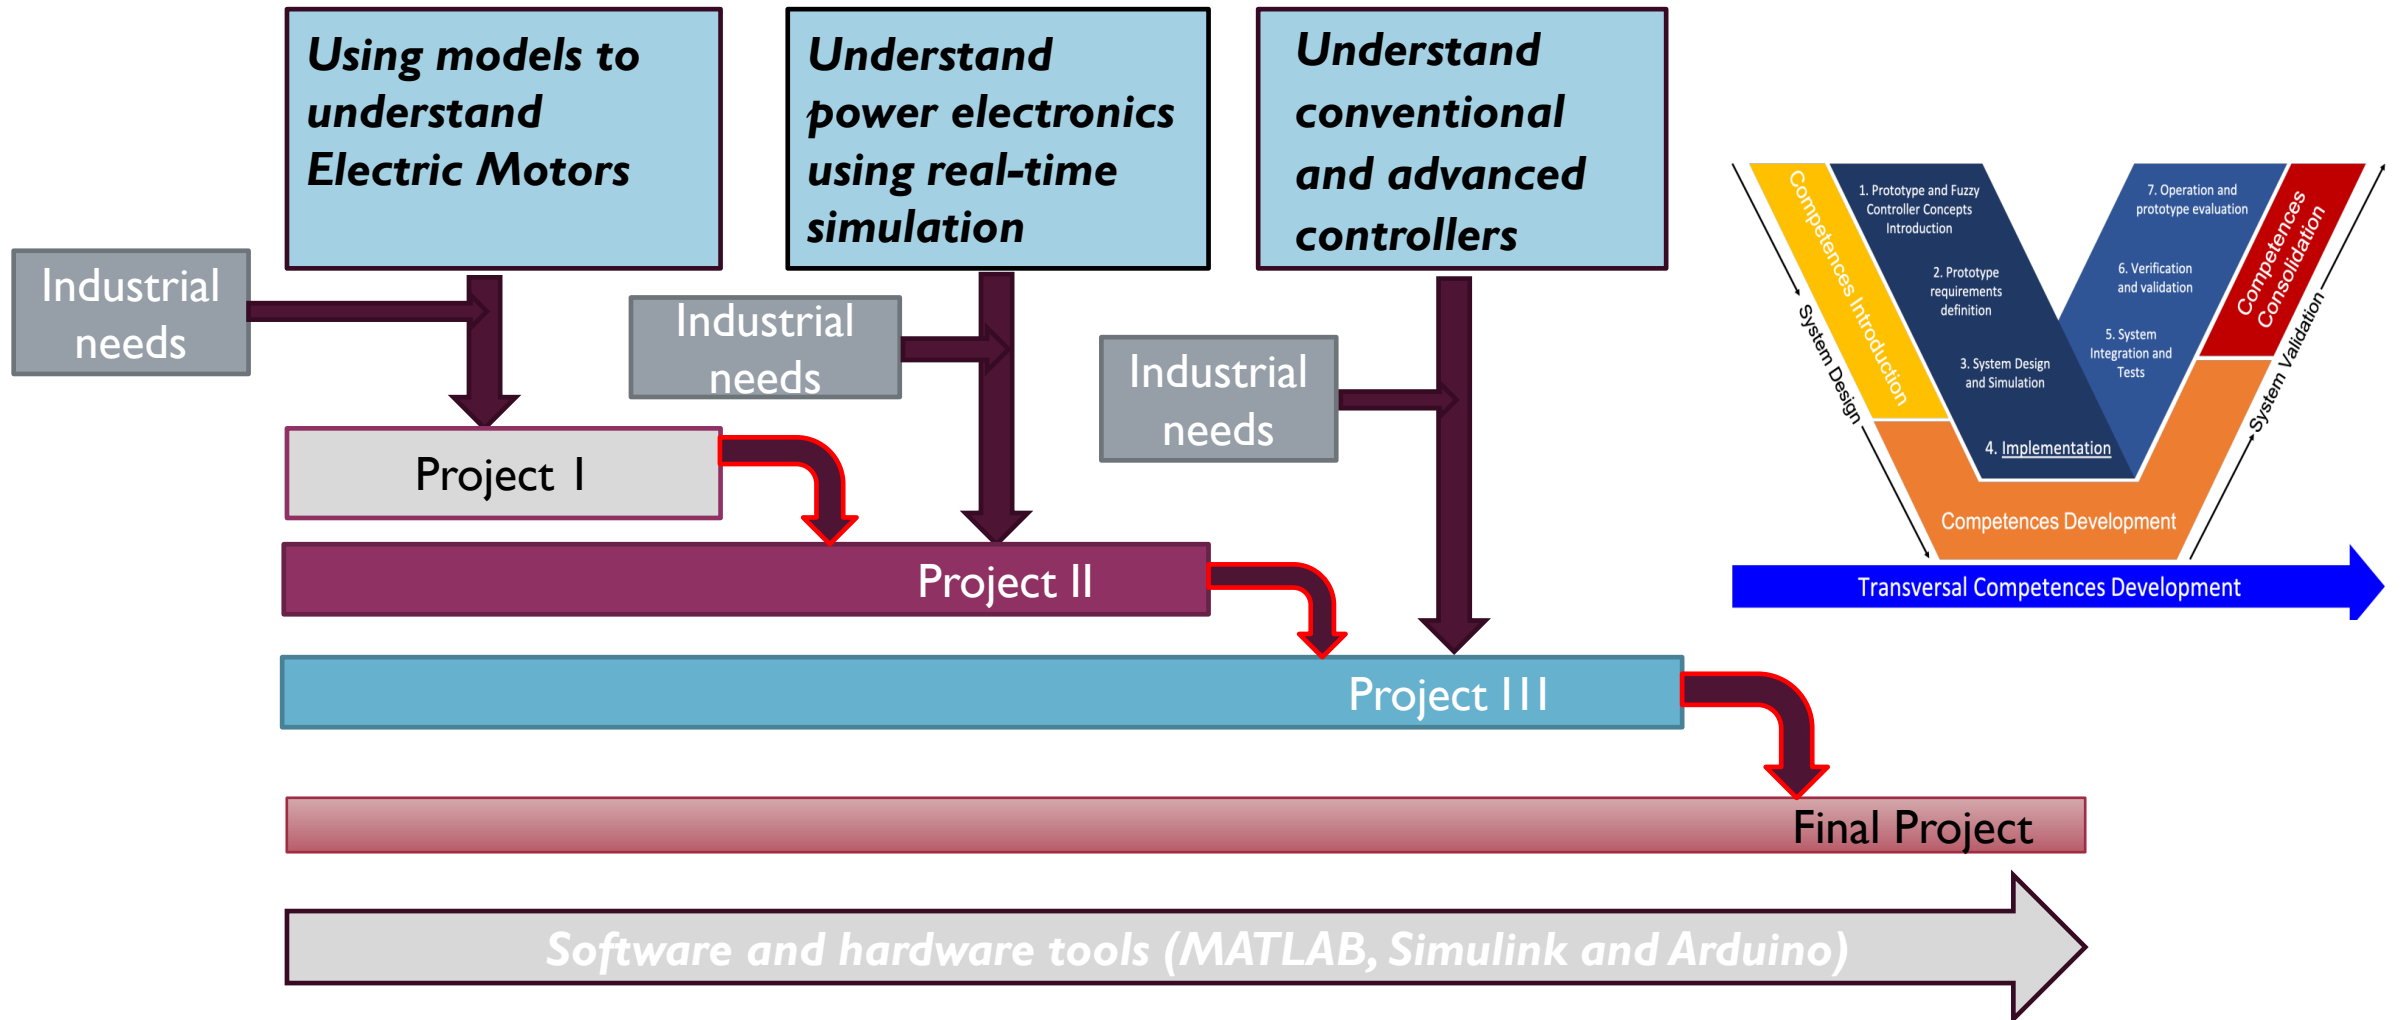 Using models to
understand
Electric Motors
Understand
power electronics
using real-time
simulation
Understand
conventional
and advanced
controllers
Industrial
needs
Industrial
needs
Industrial
needs
Project I
Project II
Project III
Final Project
Software and hardware tools (MATLAB, Simulink and Arduino)
System Design
Competences Introduction
1. Prototype and Fuzzy
Controller Concepts
Introduction
2. Prototype
requirements
definition
3. System Design
and Simulation
4. Implementation
7. Operation and
prototype evaluation
6. Verification
and validation
5. System
Integration and
Tests
Competences
Consolidation
System Validation
Competences Development
Transversal Competences Development